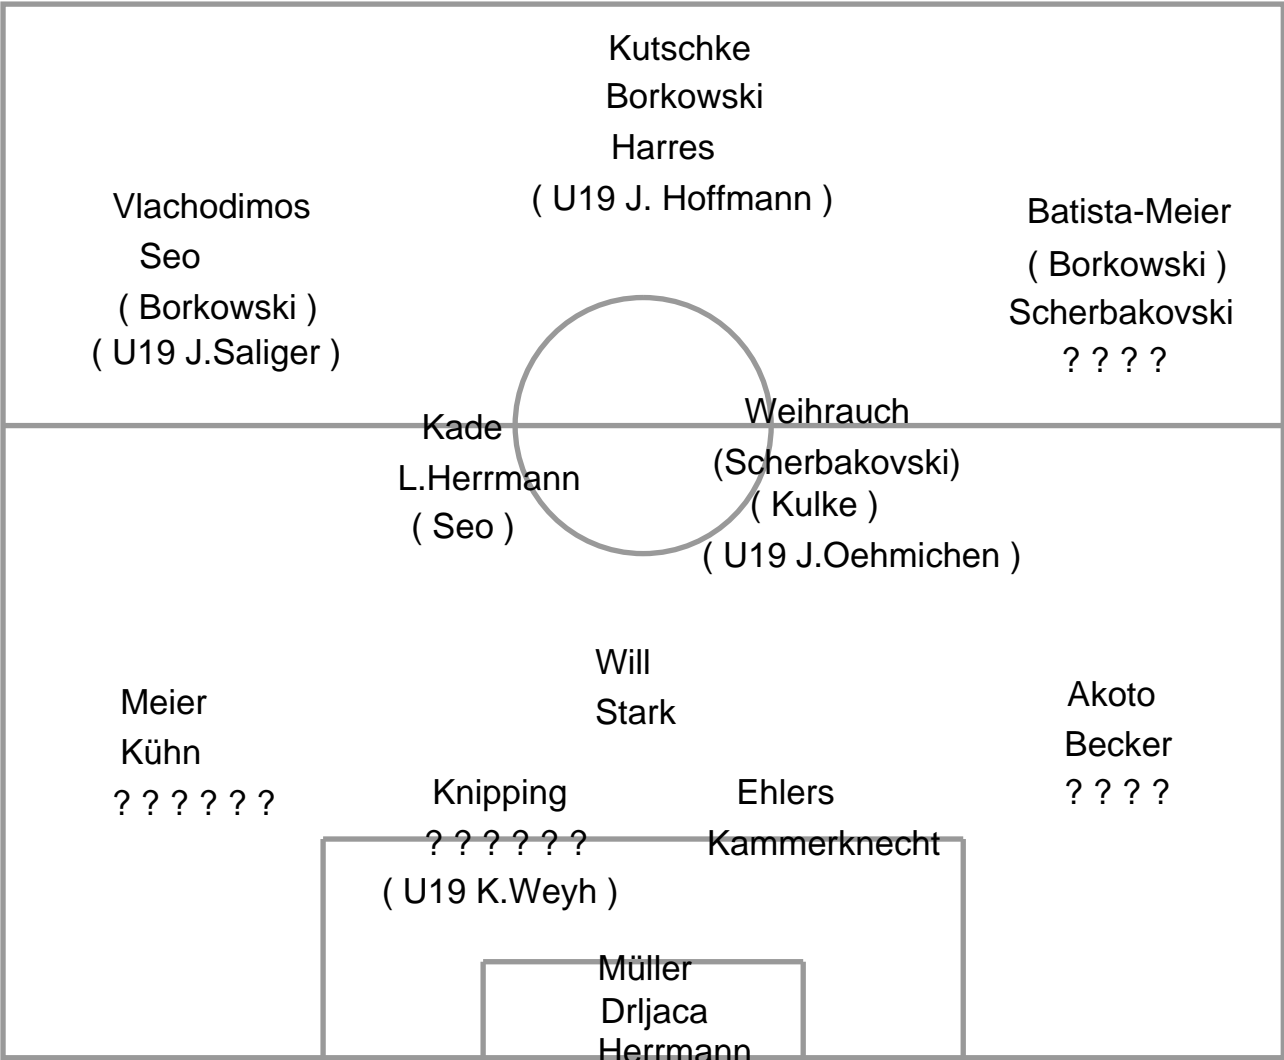 Kutschke
Borkowski
Harres
( U19 J. Hoffmann )
Vlachodimos
Seo
( Borkowski )
( U19 J.Saliger )
Batista-Meier
( Borkowski )
Scherbakovski
? ? ? ?
Kade
L.Herrmann
( Seo )
Weihrauch
(Scherbakovski)
( Kulke )
( U19 J.Oehmichen )
Will
Stark
Meier
Kühn
? ? ? ? ? ?
Akoto
Becker
? ? ? ?
Knipping
? ? ? ? ? ?
( U19 K.Weyh )
Ehlers
Kammerknecht
Müller
Drljaca
Herrmann